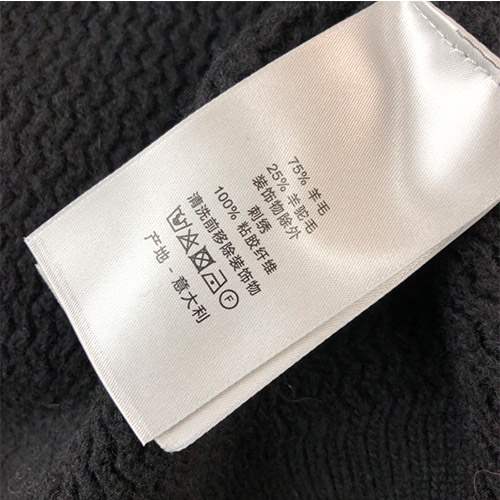 75% 羊毛
25% 羊驼毛
装饰物除外
刺绣
100% 粘胶纤维
清洗前移除装饰物
F
产地 - 意大利